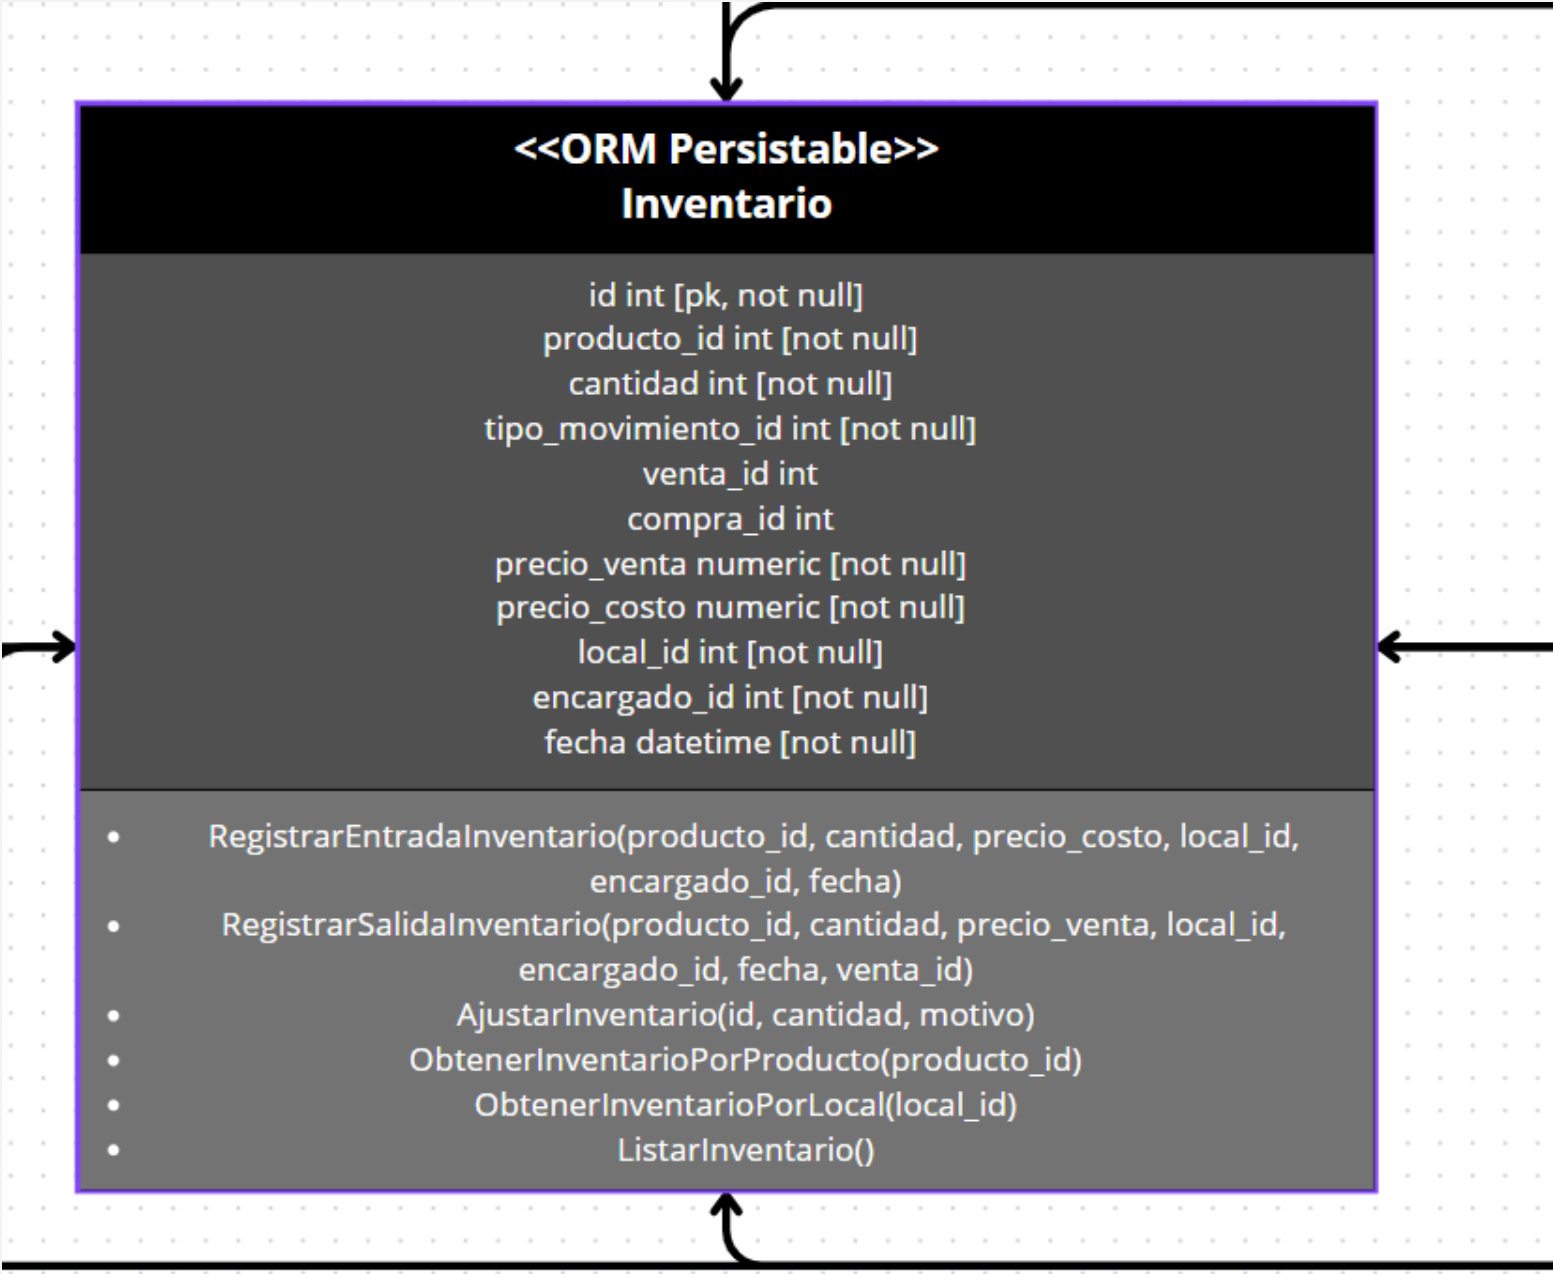 <<ORM Persistable>>
Inventario
id int [pk, not null]
producto_id int [not null]
cantidad int [not null]
tipo_movimiento_id int [not null]
venta_id int
compra_id int
precio_venta numeric [not null]
precio_costo numeric [not null]
local_id int [not null]
encargado_id int [not null]
fecha datetime [not null]
• RegistrarEntradaInventario(producto_id, cantidad, precio_costo, local_id,
encargado_id, fecha)
• RegistrarSalidaInventario(producto_id, cantidad, precio_venta, local_id,
encargado_id, fecha, venta_id)
• AjustarInventario(id, cantidad, motivo)
• ObtenerInventarioPorProducto(producto_id)
• ObtenerInventarioPorLocal(local_id)
• ListarInventario()